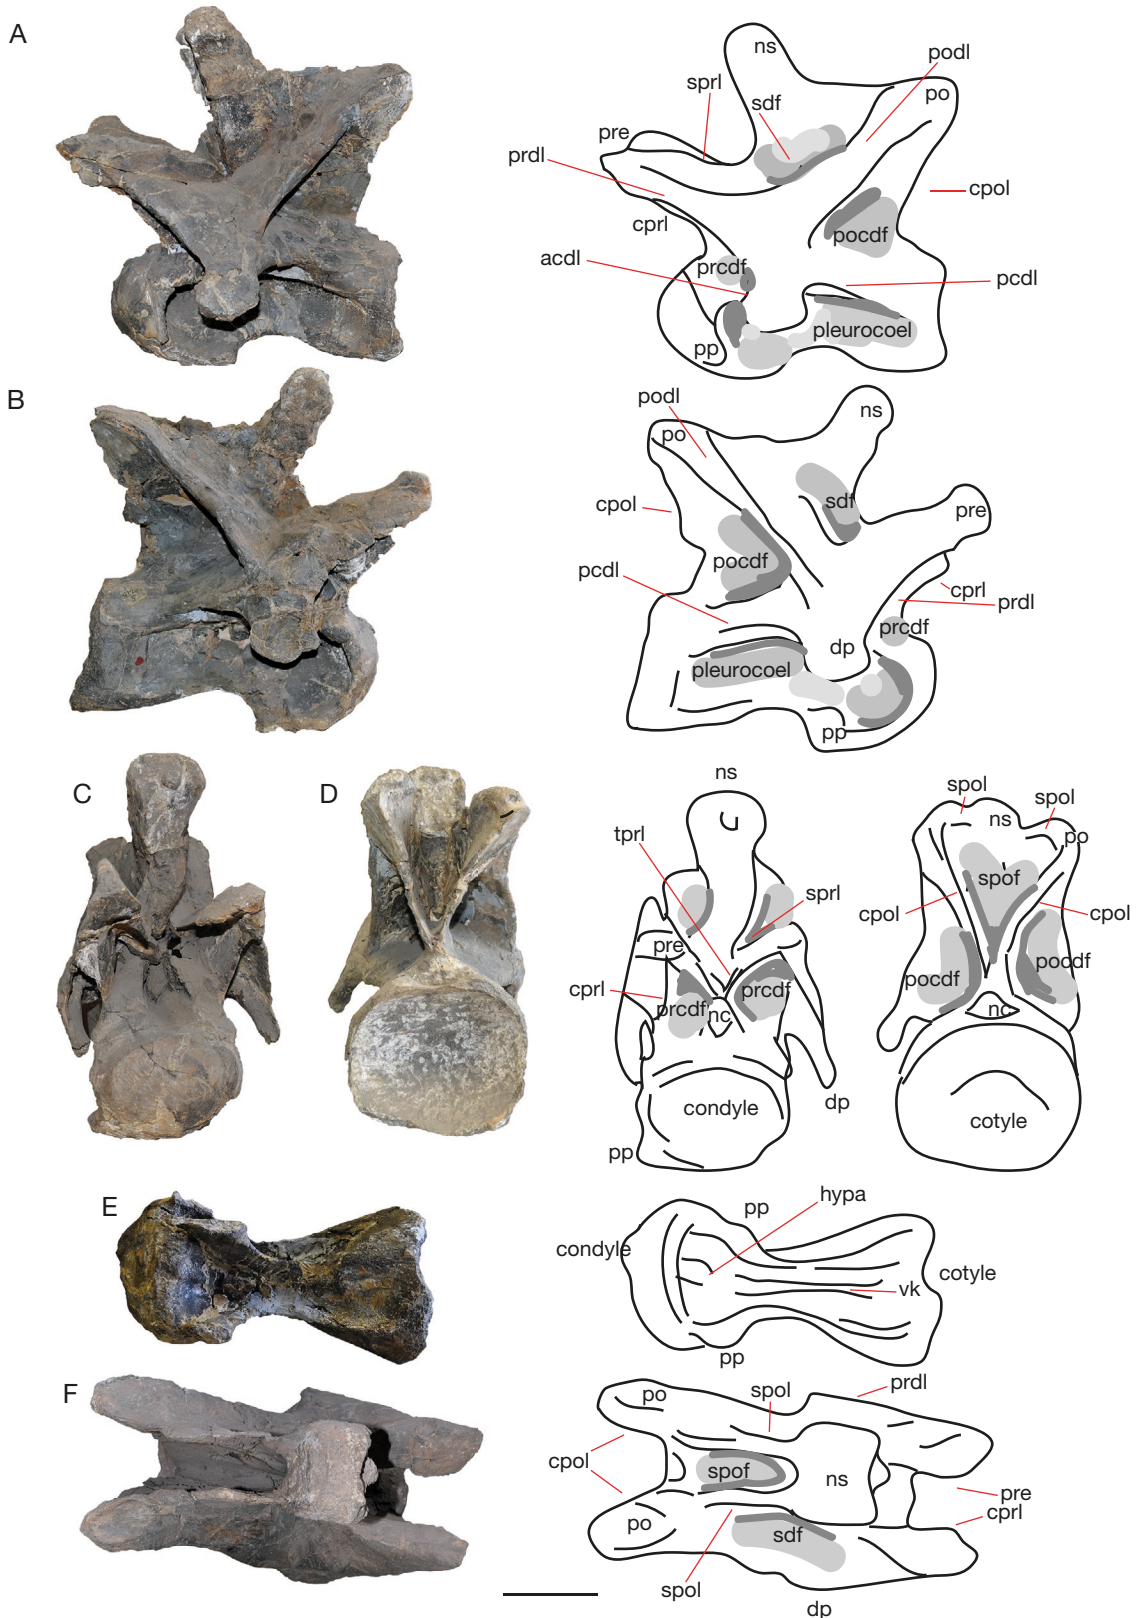 A
ns
podl
sprl
sdf
po
pre
prdl
cpol
cprl
pocdf
acdl
prcdf
pcdl
pleurocoel
pp
B
podl
ns
po
cpol
sdf
pre
pocdf
pcdl
cprl
prdl
prcdf
dp
pleurocoel
pp
C
D
ns
spol
spol
ns
po
tprl
spof
sprl
cpol
cpol
pre
pocdf
pocdf
cprl
prcdf
prcdf
nc
nc
condyle
dp
cotyle
pp
E
hypa
pp
condyle
cotyle
vk
pp
F
prdl
spol
po
cpol
spof
ns
pre
cprl
po
sdf
spol
dp